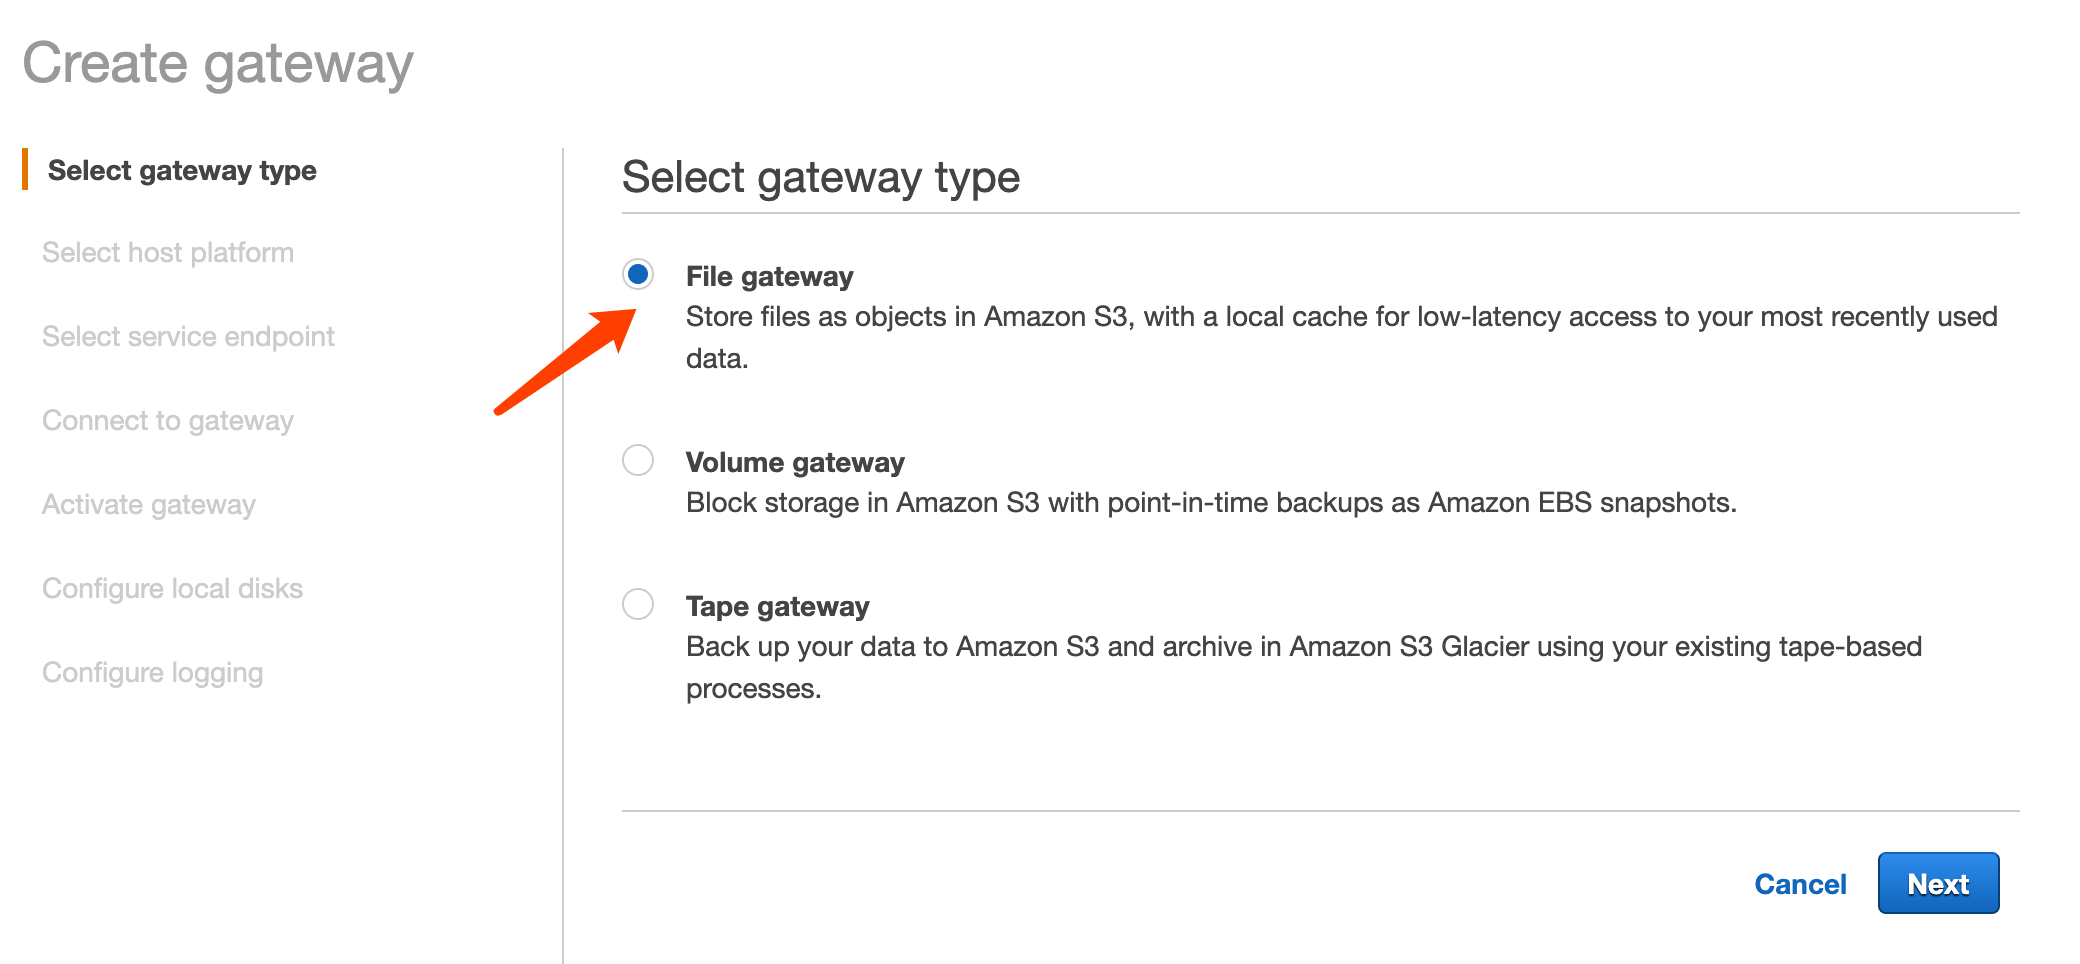 Create gateway
Select gateway type
Select host platform
Select service endpoint
Connect to gateway
Activate gateway
Configure local disks
Configure logging
Select gateway type
File gateway
Store files as objects in Amazon S3, with a local cache for low-latency access to your most recently used
data.
Volume gateway
Block storage in Amazon S3 with point-in-time backups as Amazon EBS snapshots.
Tape gateway
Back up your data to Amazon S3 and archive in Amazon S3 Glacier using your existing tape-based
processes.
Cancel
Next